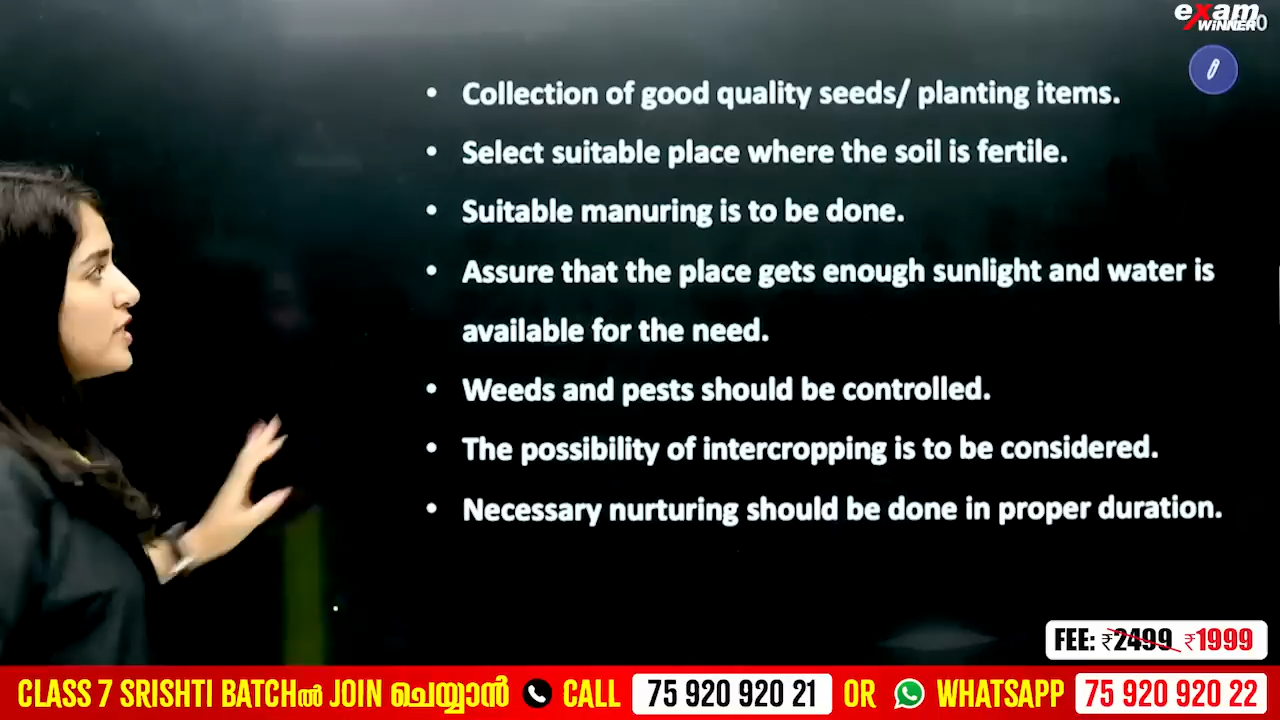 exam
WINNER
• Collection of good quality seeds/ planting items.
• Select suitable place where the soil is fertile.
• Suitable manuring is to be done.
• Assure that the place gets enough sunlight and water is
available for the need.
• Weeds and pests should be controlled.
• The possibility of intercropping is to be considered.
• Necessary nurturing should be done in proper duration.
FEE: ₹2499 ₹1999
CLASS 7 SRISHTI BATCHൽ JOIN ചെയ്യാൻ CALL 75 920 920 21 OR WHATSAPP 75 920 920 22